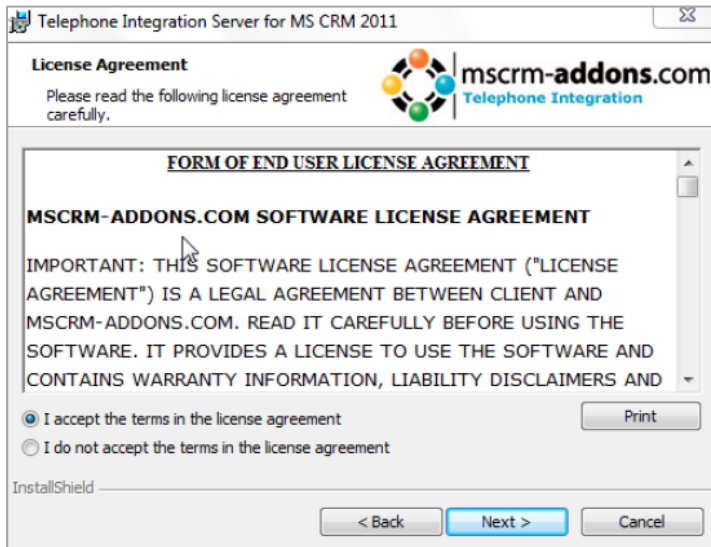 Telephone Integration Server for MS CRM 2011
License Agreement
Please read the following license agreement
carefully.
mscrm-addons.com
Telephone Integration
FORM OF END USER LICENSE AGREEMENT
MSCRM-ADDONS.COM SOFTWARE LICENSE AGREEMENT
IMPORTANT: THIS SOFTWARE LICENSE AGREEMENT ("LICENSE
AGREEMENT") IS A LEGAL AGREEMENT BETWEEN CLIENT AND
MSCRM-ADDONS.COM. READ IT CAREFULLY BEFORE USING THE
SOFTWARE. IT PROVIDES A LICENSE TO USE THE SOFTWARE AND
CONTAINS WARRANTY INFORMATION, LIABILITY DISCLAIMERS AND
I accept the terms in the license agreement
Print
I do not accept the terms in the license agreement
InstallShield
< Back
Next >
Cancel